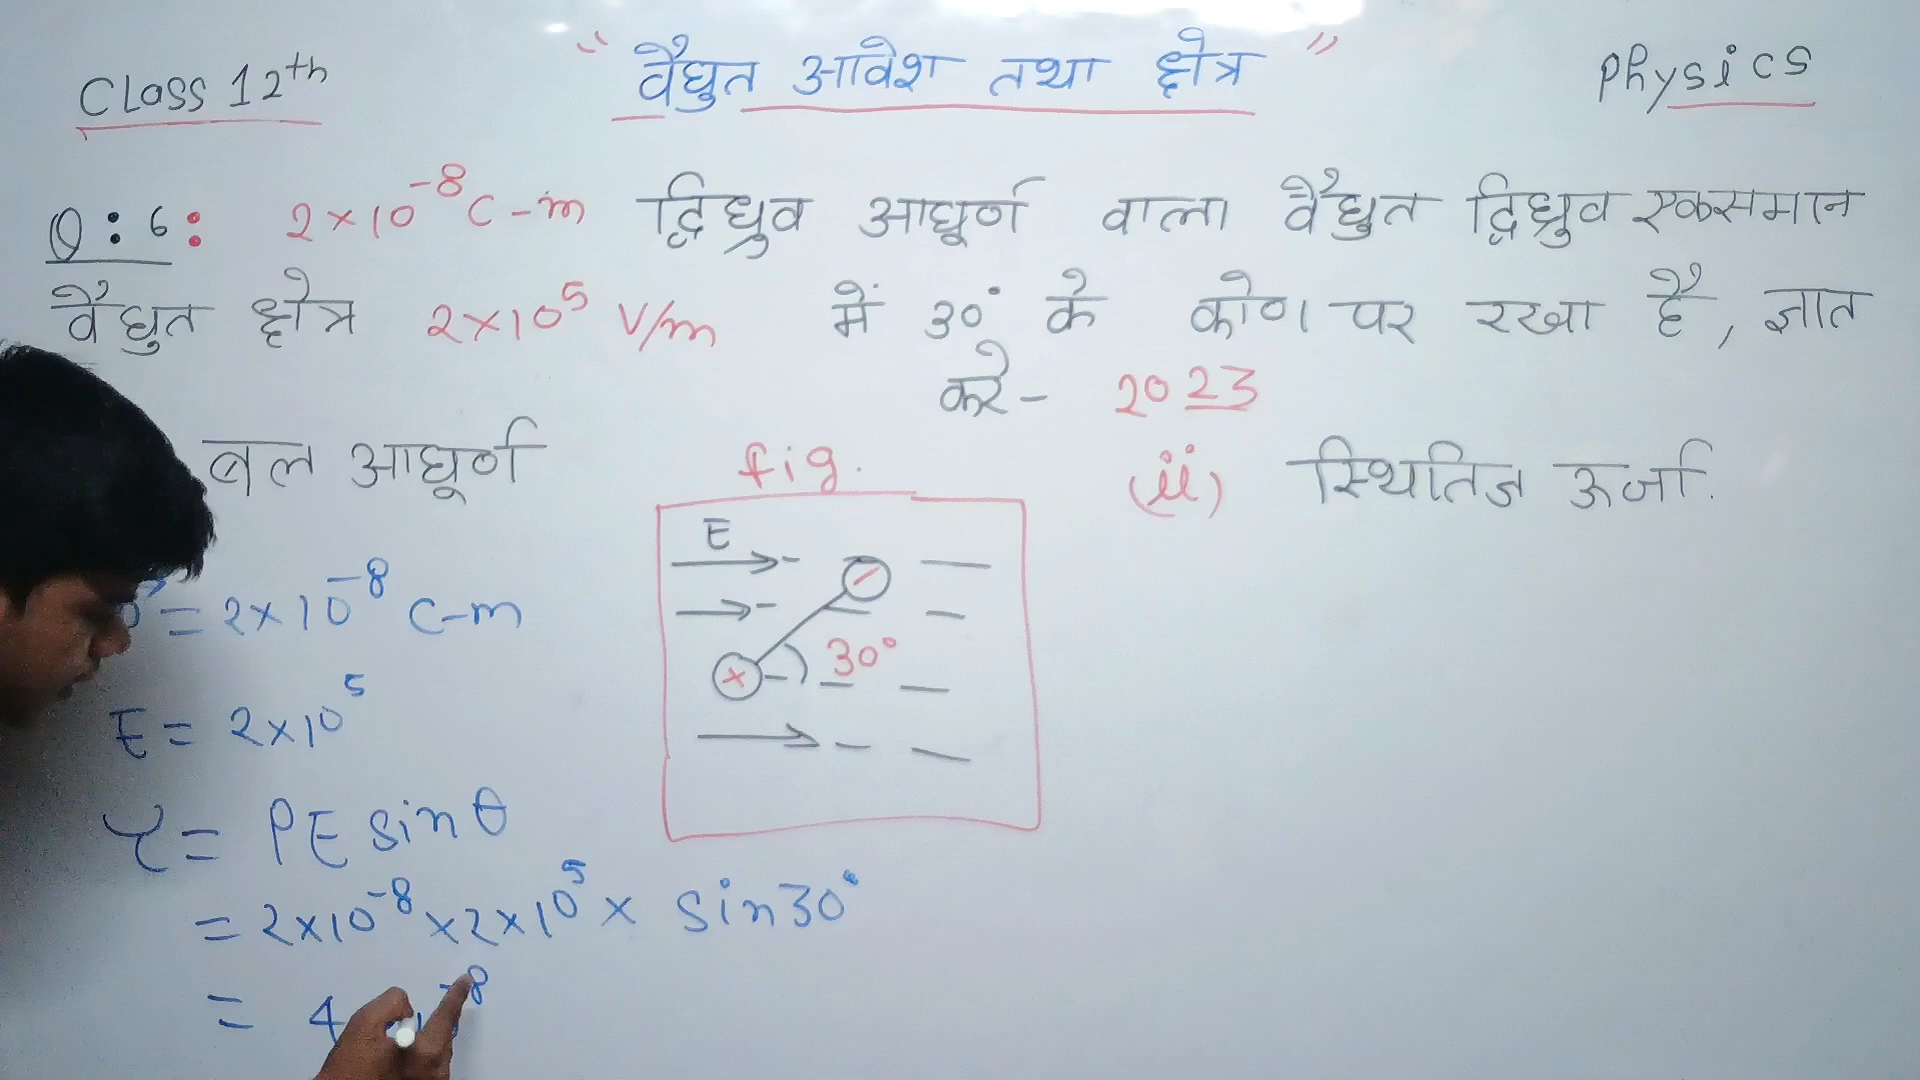 Class 12th
" वैद्युत आवेश तथा क्षेत्र "
Physics
Q : 6 : 2×10⁻⁸ C-m द्विध्रुव आघूर्ण वाला वैद्युत द्विध्रुव एकसमान
वैद्युत क्षेत्र 2×10⁵ V/m में 30° के कोण पर रखा है, ज्ञात
करे- 2023
बल आघूर्ण
fig.
(ii) स्थितिज ऊर्जा.
E
30°
= 2×10⁻⁸ C-m
E = 2×10⁵
τ = PE sinθ
= 2×10⁻⁸ × 2×10⁵ × sin30°
= 4